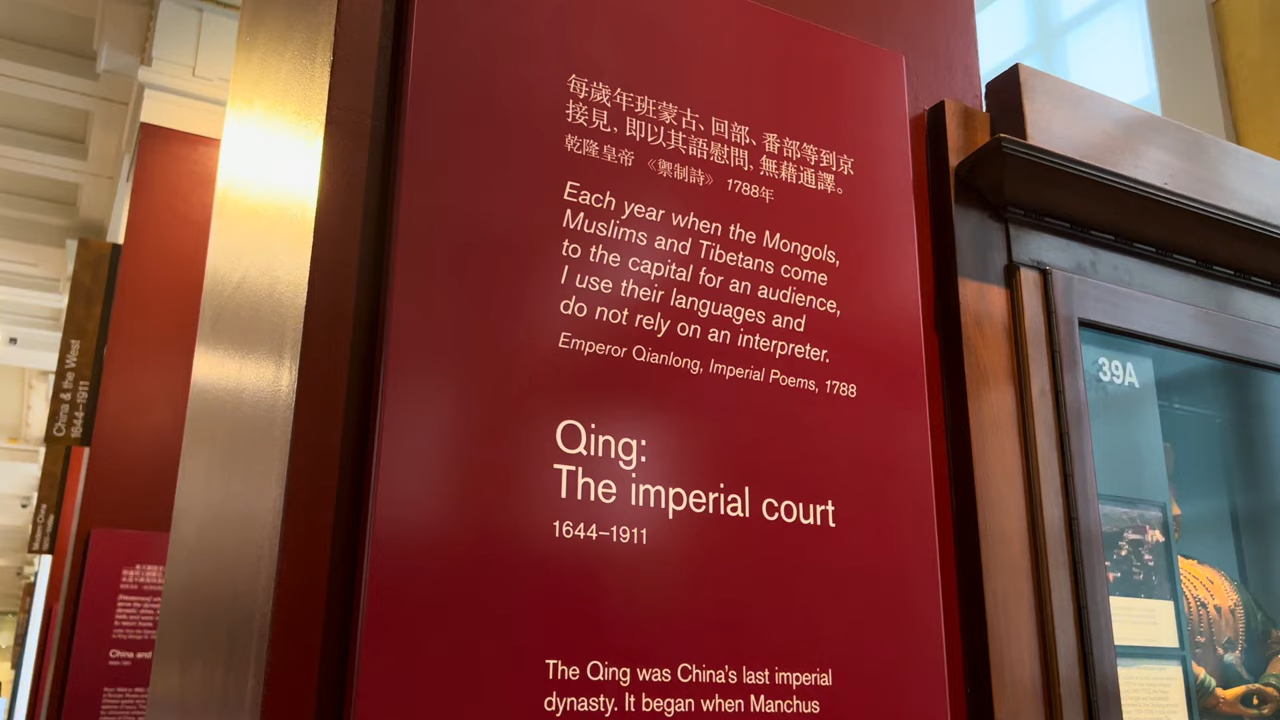 每歲年班蒙古、回部、番部等到京
接見，即以其語慰問，無藉通譯。
乾隆皇帝 《禦制詩》 1788年
Each year when the Mongols,
Muslims and Tibetans come
to the capital for an audience,
I use their languages and
do not rely on an interpreter.
Emperor Qianlong, Imperial Poems, 1788
Qing:
The imperial court
1644–1911
The Qing was China's last imperial
dynasty. It began when Manchus
39A
China & the West
1644–1911
China and